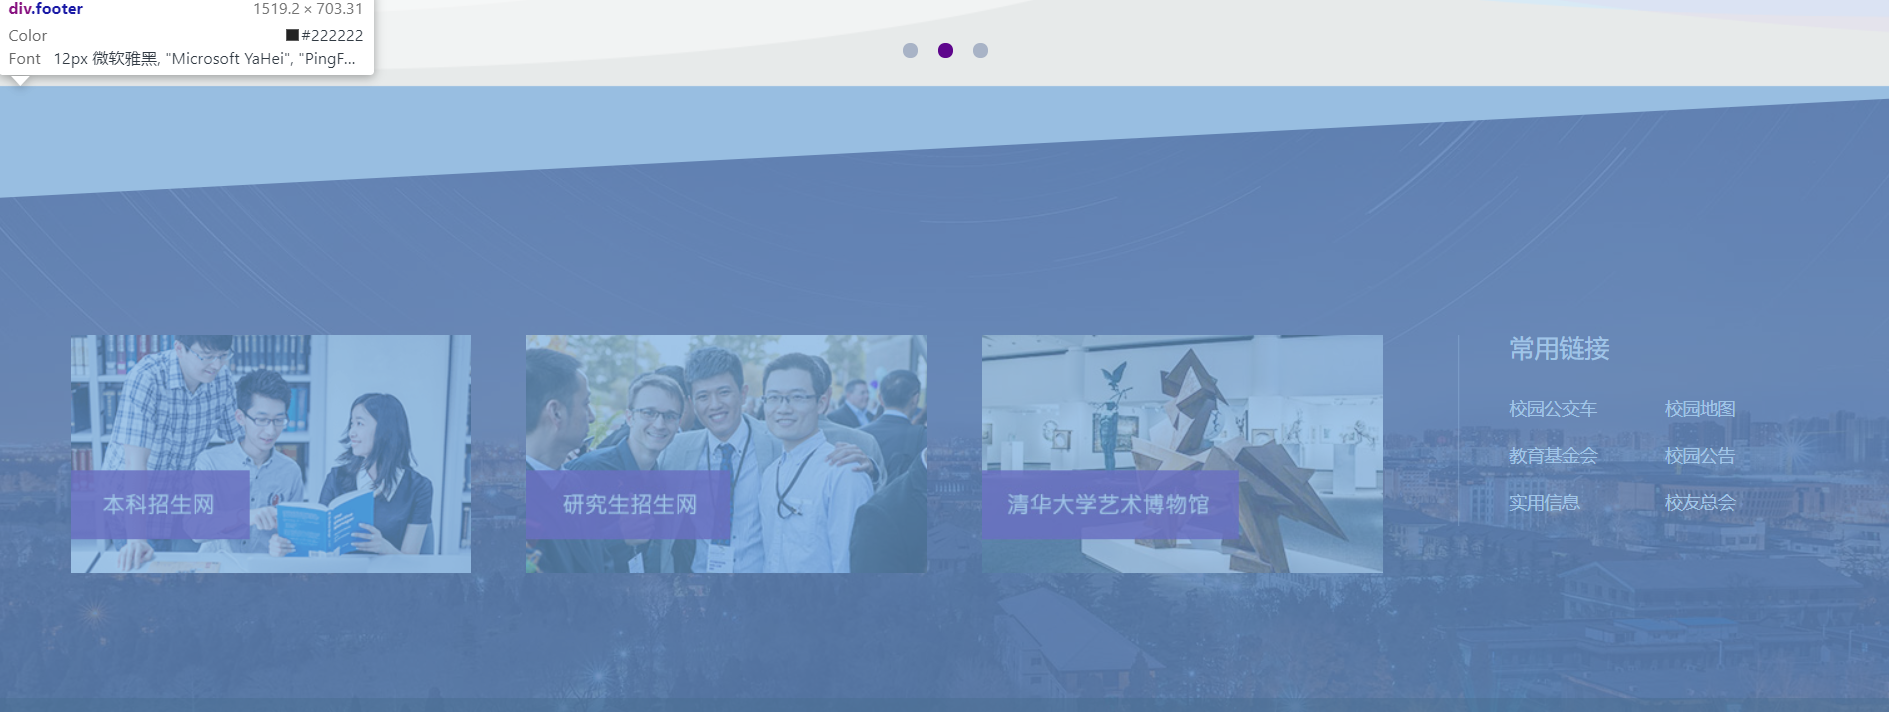 div.footer 1519.2 × 703.31
Color #222222
Font 12px 微软雅黑, "Microsoft YaHei", "PingF...
本科招生网
研究生招生网
清华大学艺术博物馆
常用链接
校园公交车 校园地图
教育基金会 校园公告
实用信息 校友总会